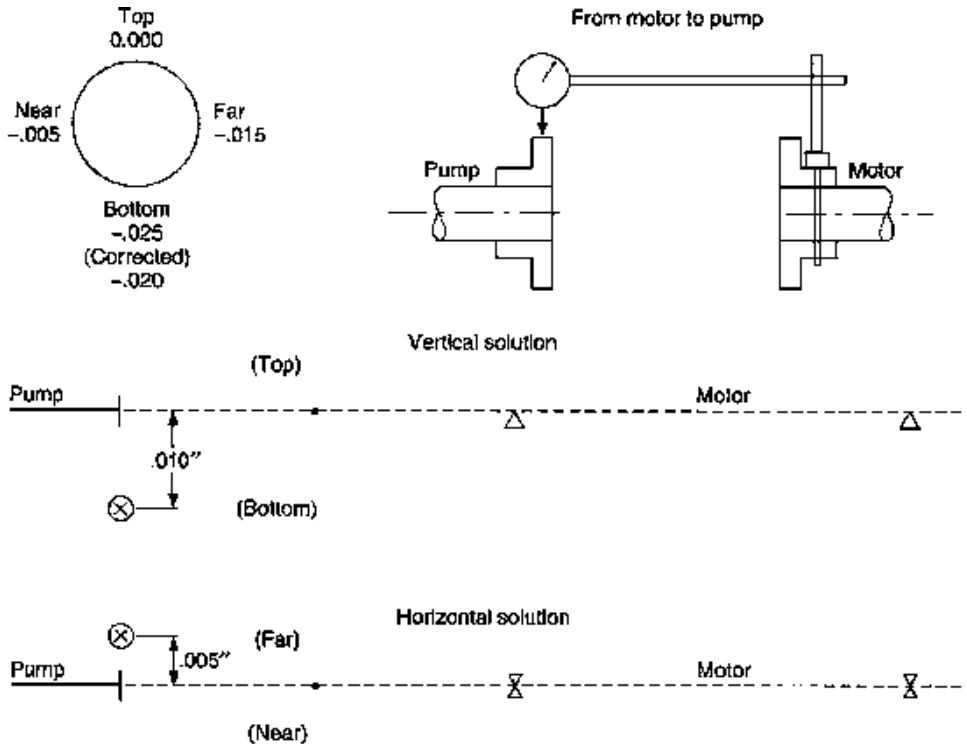 Top
0.000
Near
-.005
Far
-.015
Bottom
-.025
(Corrected)
-.020
From motor to pump
Pump
Motor
Vertical solution
(Top)
Pump
Motor
.010"
(Bottom)
Horizontal solution
(Far)
.005"
Pump
Motor
(Near)